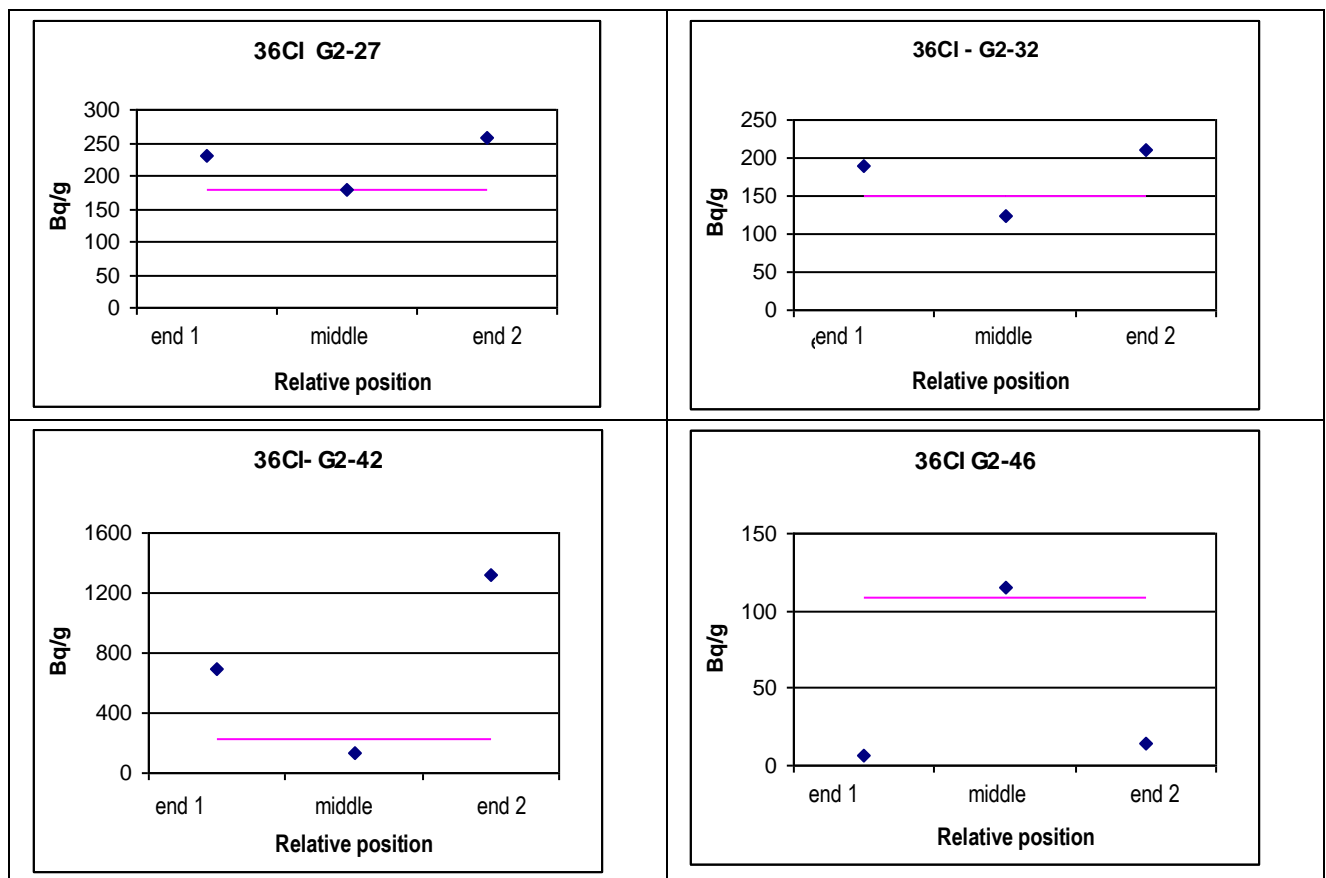 36Cl G2-27
300
250
200
150
100
50
0
Bq/g
end 1 middle end 2
Relative position
36Cl - G2-32
250
200
150
100
50
0
Bq/g
end 1 middle end 2
Relative position
36Cl- G2-42
1600
1200
800
400
0
Bq/g
end 1 middle end 2
Relative position
36Cl G2-46
150
100
50
0
Bq/g
end 1 middle end 2
Relative position